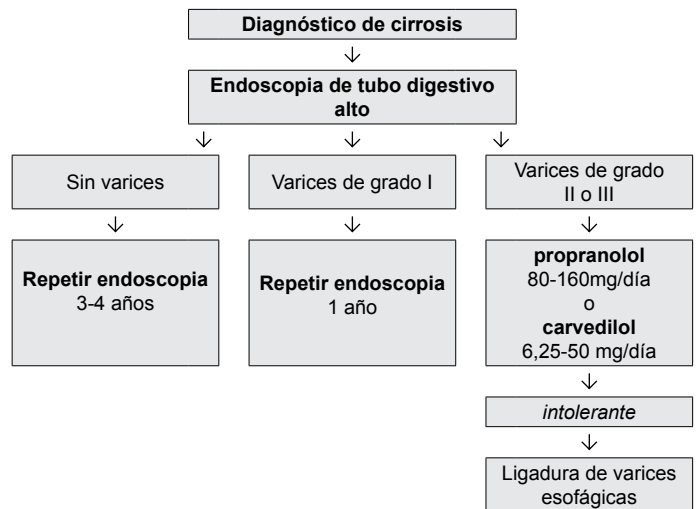 Diagnóstico de cirrosis
Endoscopia de tubo digestivo
alto
Sin varices
Varices de grado I
Varices de grado
II o III
Repetir endoscopia
3-4 años
Repetir endoscopia
1 año
propranolol
80-160mg/día
o
carvedilol
6,25-50 mg/día
intolerante
Ligadura de varices
esofágicas